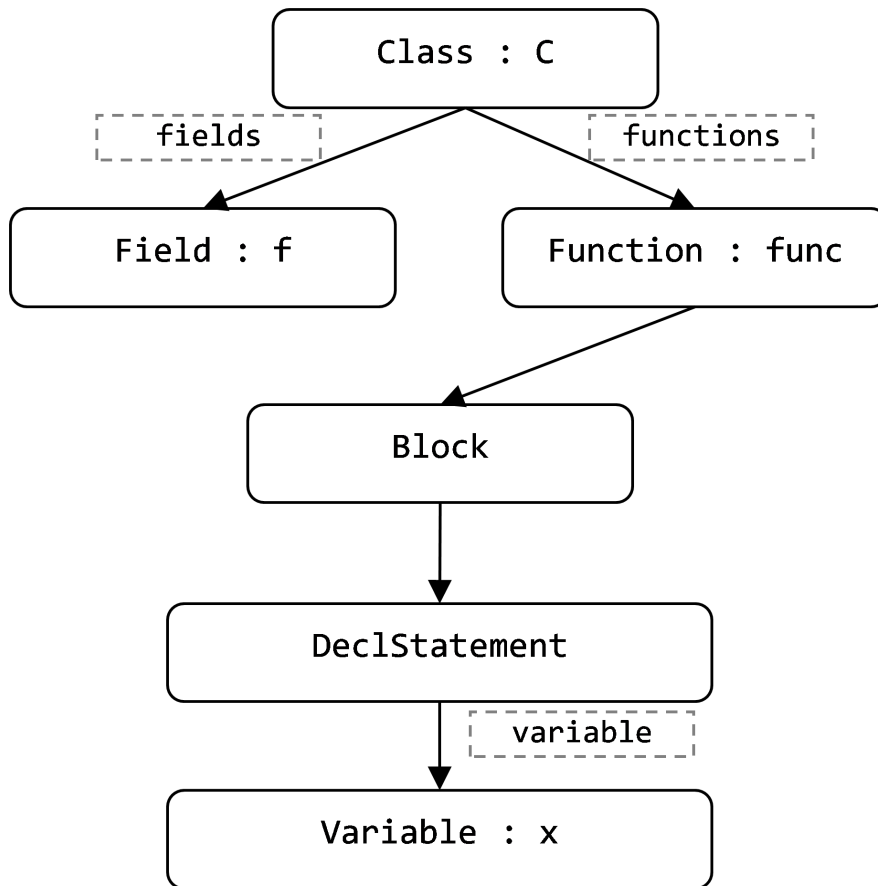 Class : C
fields
functions
Field : f
Function : func
Block
DeclStatement
variable
Variable : x